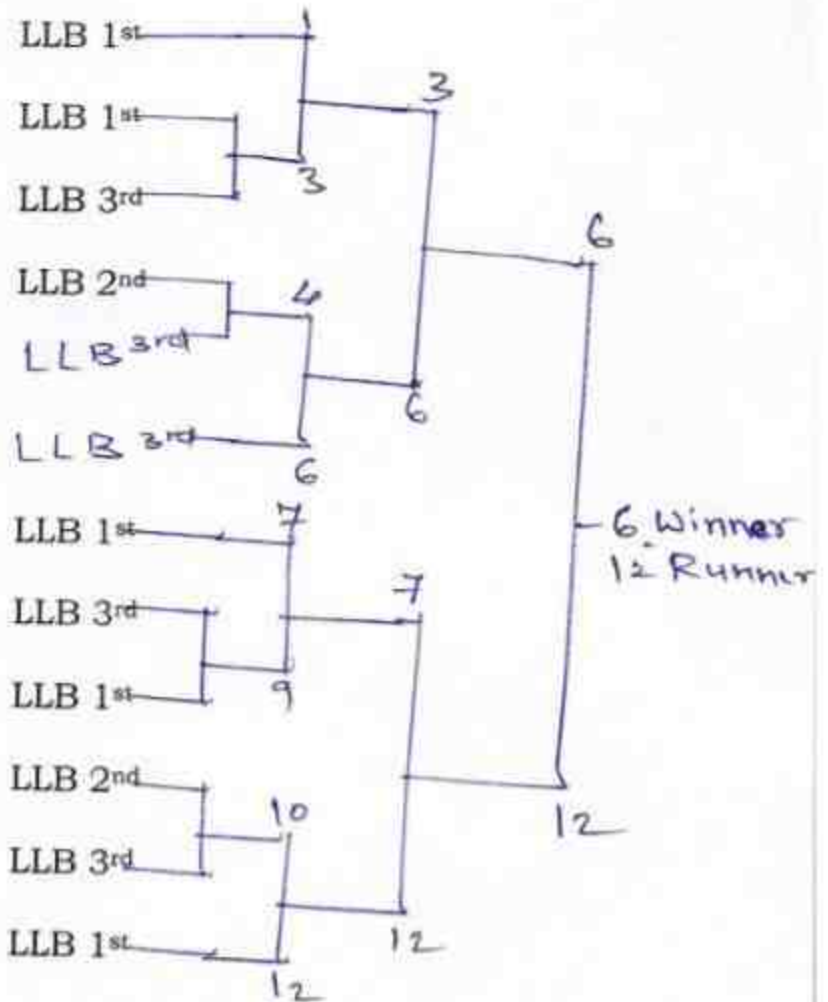 1
LLB 1st
3
LLB 1st
3
LLB 3rd
6
LLB 2nd
4
LLB 3rd
6
LLB 3rd
6
7
LLB 1st
6 Winner
12 Runner
7
LLB 3rd
9
LLB 1st
LLB 2nd
10
12
LLB 3rd
12
LLB 1st
12